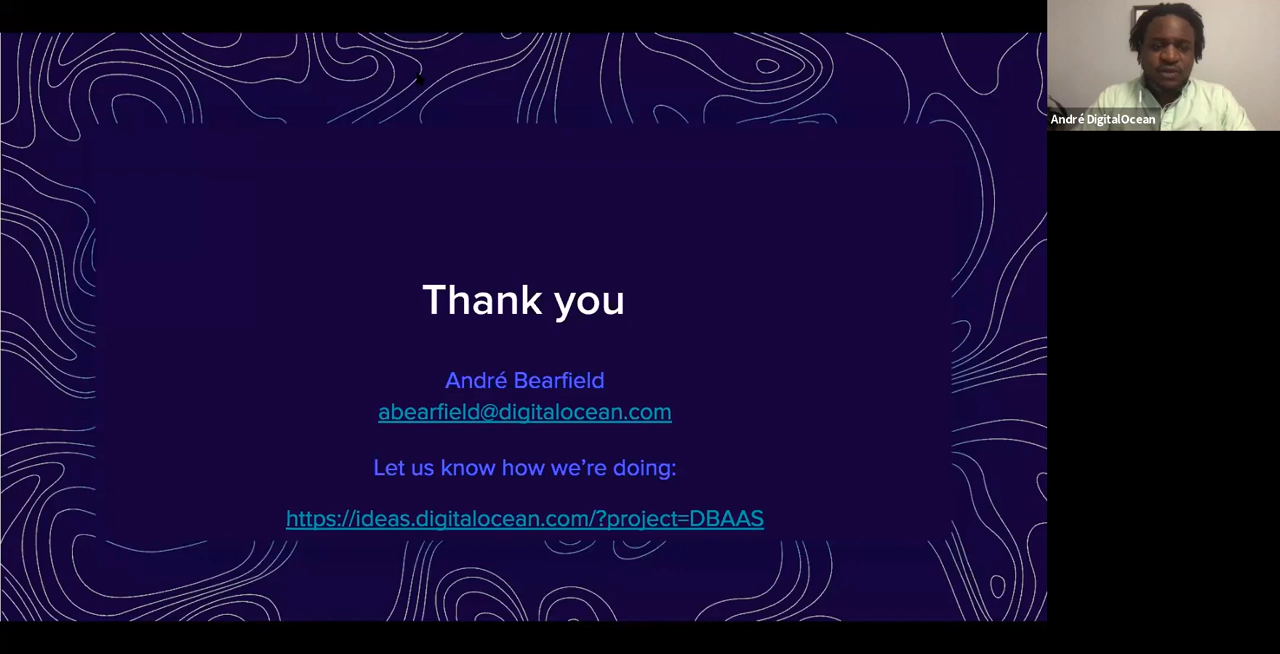 André DigitalOcean
Thank you
André Bearfield
abearfield@digitalocean.com
Let us know how we’re doing:
https://ideas.digitalocean.com/?project=DBAAS